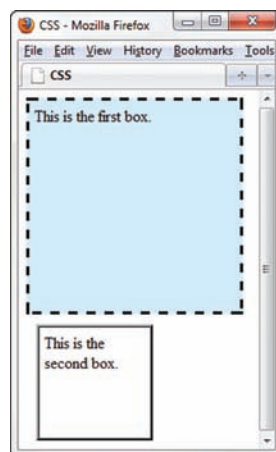 CSS - Mozilla Firefox
File Edit View History Bookmarks Tools
CSS
This is the first box.
This is the
second box.